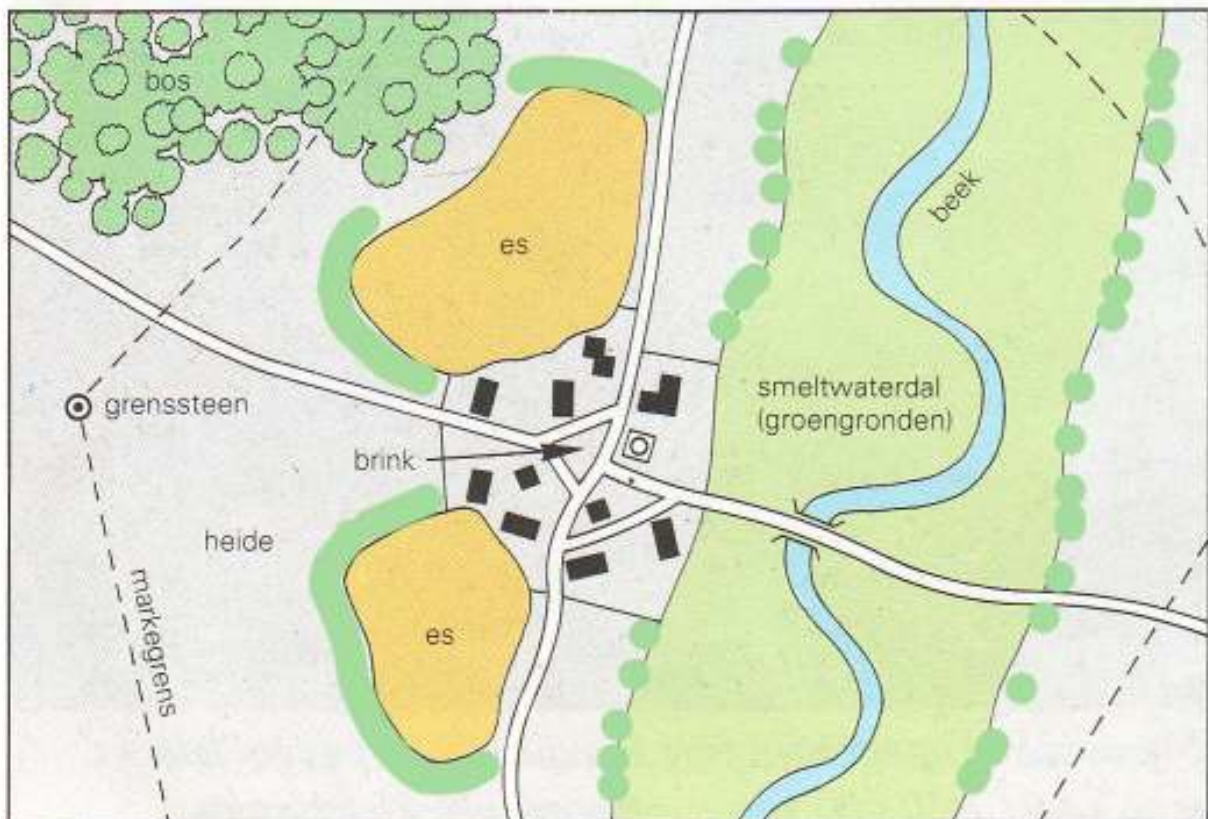 bos
es
beek
smeltwaterdal
(groengronden)
grenssteen
brink
heide
markegrens
es